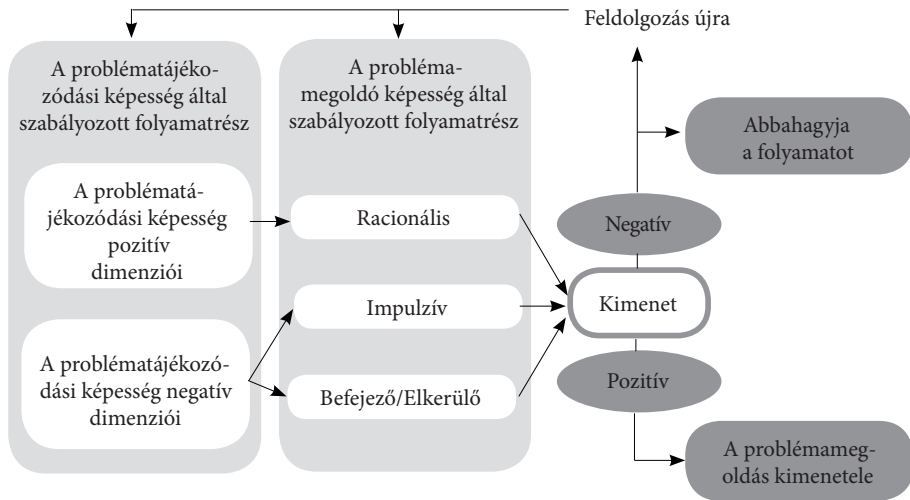 Feldolgozás újra
A problématájéko-
zódási képesség által
szabályozott folyamatrész
A probléma-
megoldó képesség által
szabályozott folyamatrész
Abbahagyja
a folyamatot
A problématá-
jékozódási képesség
pozitív
dimenziói
Racionális
Negatív
Impulzív
Kimenet
A problématájékozó-
dási képesség negatív
dimenziói
Befejező/Elkerülő
Pozitív
A problémameg-
oldás kimenetele